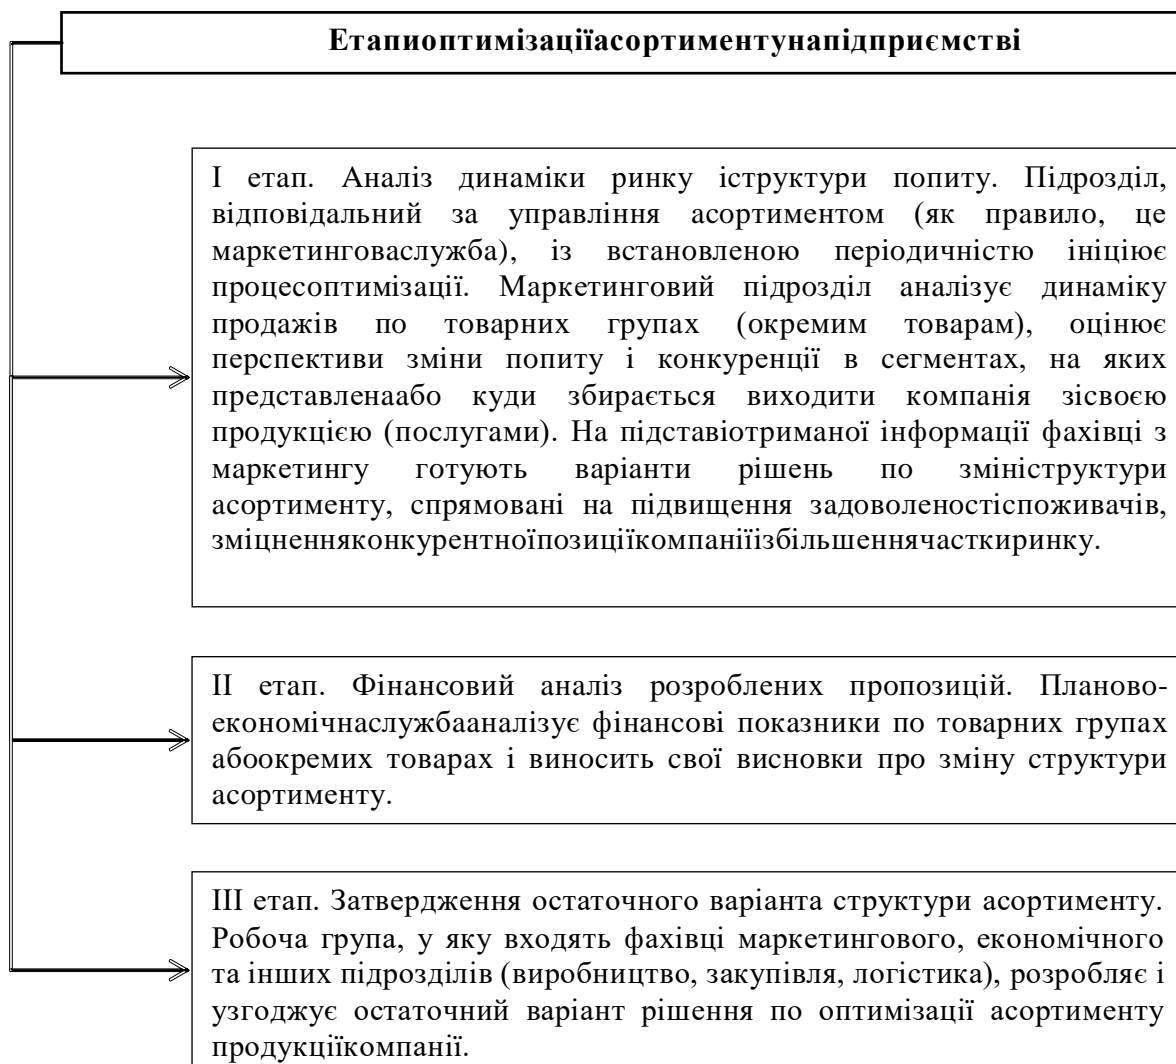 Етапиоптимізаціїасортиментунапідприємстві
І етап. Аналіз динаміки ринку іструктури попиту. Підрозділ,
відповідальний за управління асортиментом (як правило, це
маркетинговаслужба), із встановленою періодичністю ініціює
процесоптимізації. Маркетинговий підрозділ аналізує динаміку
продажів по товарних групах (окремим товарам), оцінює
перспективи зміни попиту і конкуренції в сегментах, на яких
представленаабо куди збирається виходити компанія зісвоєю
продукцією (послугами). На підставіотриманої інформації фахівці з
маркетингу готують варіанти рішень по змініструктури
асортименту, спрямовані на підвищення задоволеностіспоживачів,
зміцненняконкурентноїпозиціїкомпаніїізбільшеннячасткиринку.
ІІ етап. Фінансовий аналіз розроблених пропозицій. Планово-
економічнаслужбааналізує фінансові показники по товарних групах
абоокремих товарах і виносить свої висновки про зміну структури
асортименту.
ІІІ етап. Затвердження остаточного варіанта структури асортименту.
Робоча група, у яку входять фахівці маркетингового, економічного
та інших підрозділів (виробництво, закупівля, логістика), розробляє і
узгоджує остаточний варіант рішення по оптимізації асортименту
продукціїкомпанії.